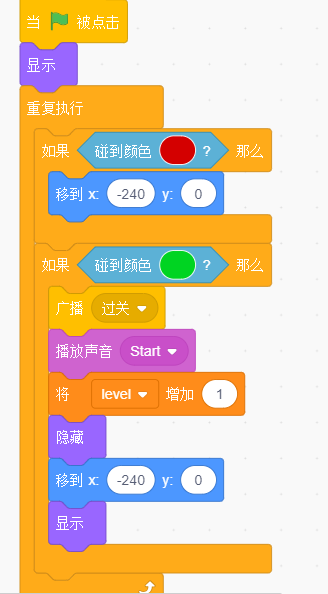 当 被点击
显示
重复执行
如果 碰到颜色 ? 那么
移到 x: -240 y: 0
如果 碰到颜色 ? 那么
广播 过关
播放声音 Start
将 level 增加 1
隐藏
移到 x: -240 y: 0
显示